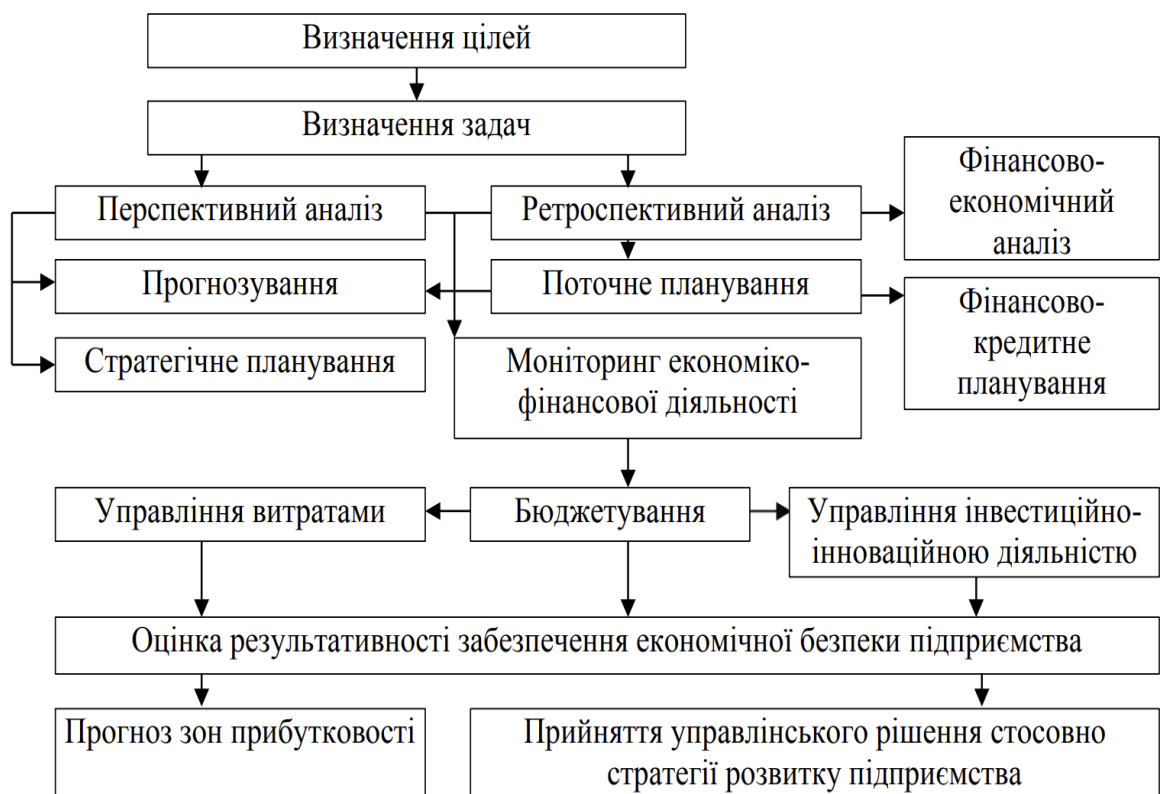 Визначення цілей
Визначення задач
Фінансово-
економічний
аналіз
Перспективний аналіз
Ретроспективний аналіз
Прогнозування
Поточне планування
Фінансово-
кредитне
планування
Стратегічне планування
Моніторинг економіко-
фінансової діяльності
Управління витратами
Бюджетування
Управління інвестиційно-
інноваційною діяльністю
Оцінка результативності забезпечення економічної безпеки підприємства
Прогноз зон прибутковості
Прийняття управлінського рішення стосовно
стратегії розвитку підприємства